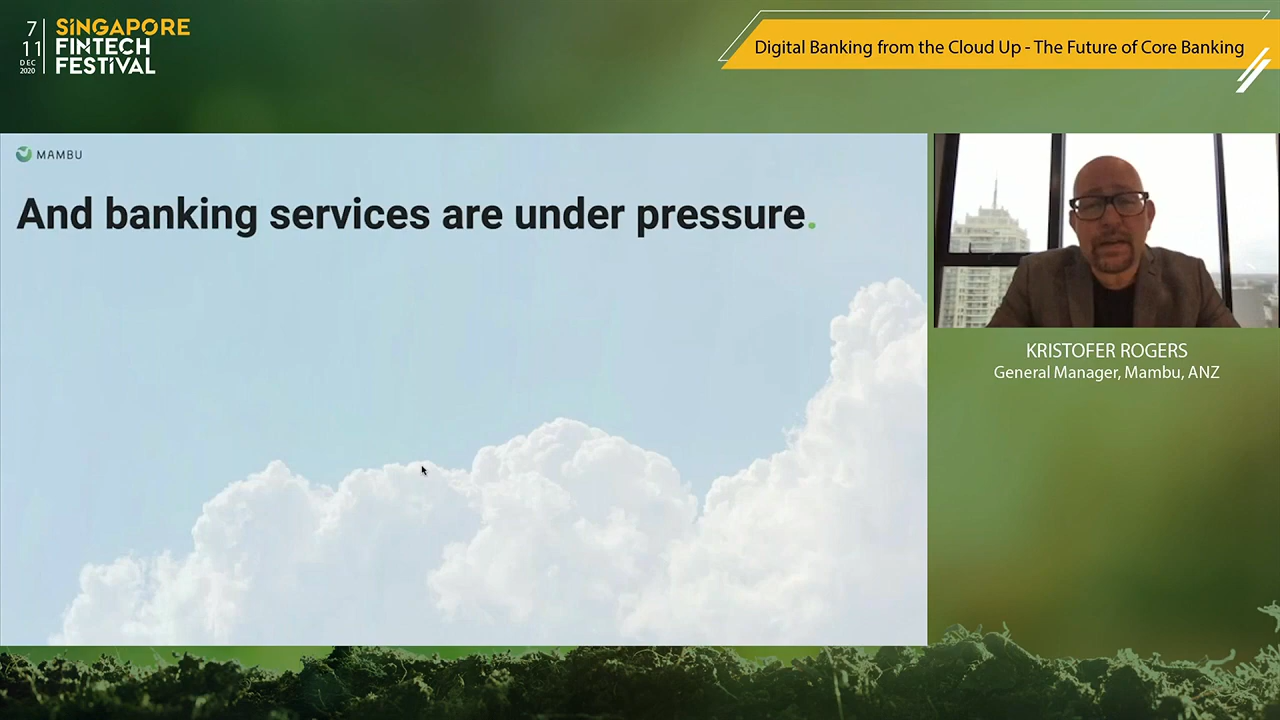 7
11
DEC
2020
SINGAPORE
FINTECH
FESTIVAL
Digital Banking from the Cloud Up - The Future of Core Banking
MAMBU
And banking services are under pressure.
KRISTOFER ROGERS
General Manager, Mambu, ANZ